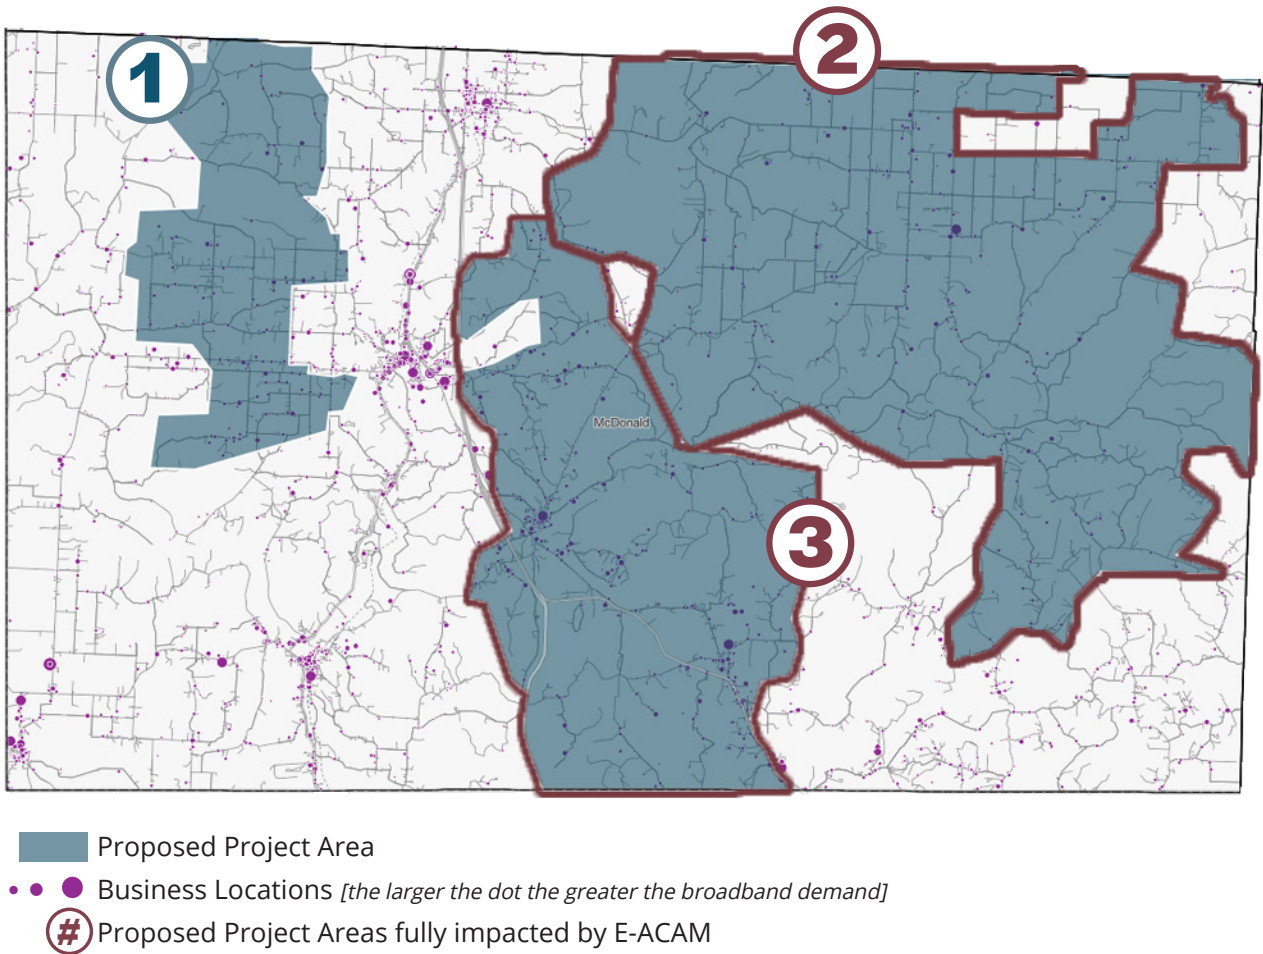 1
2
McDonald
3
Proposed Project Area
Business Locations [the larger the dot the greater the broadband demand]
# Proposed Project Areas fully impacted by E-ACAM